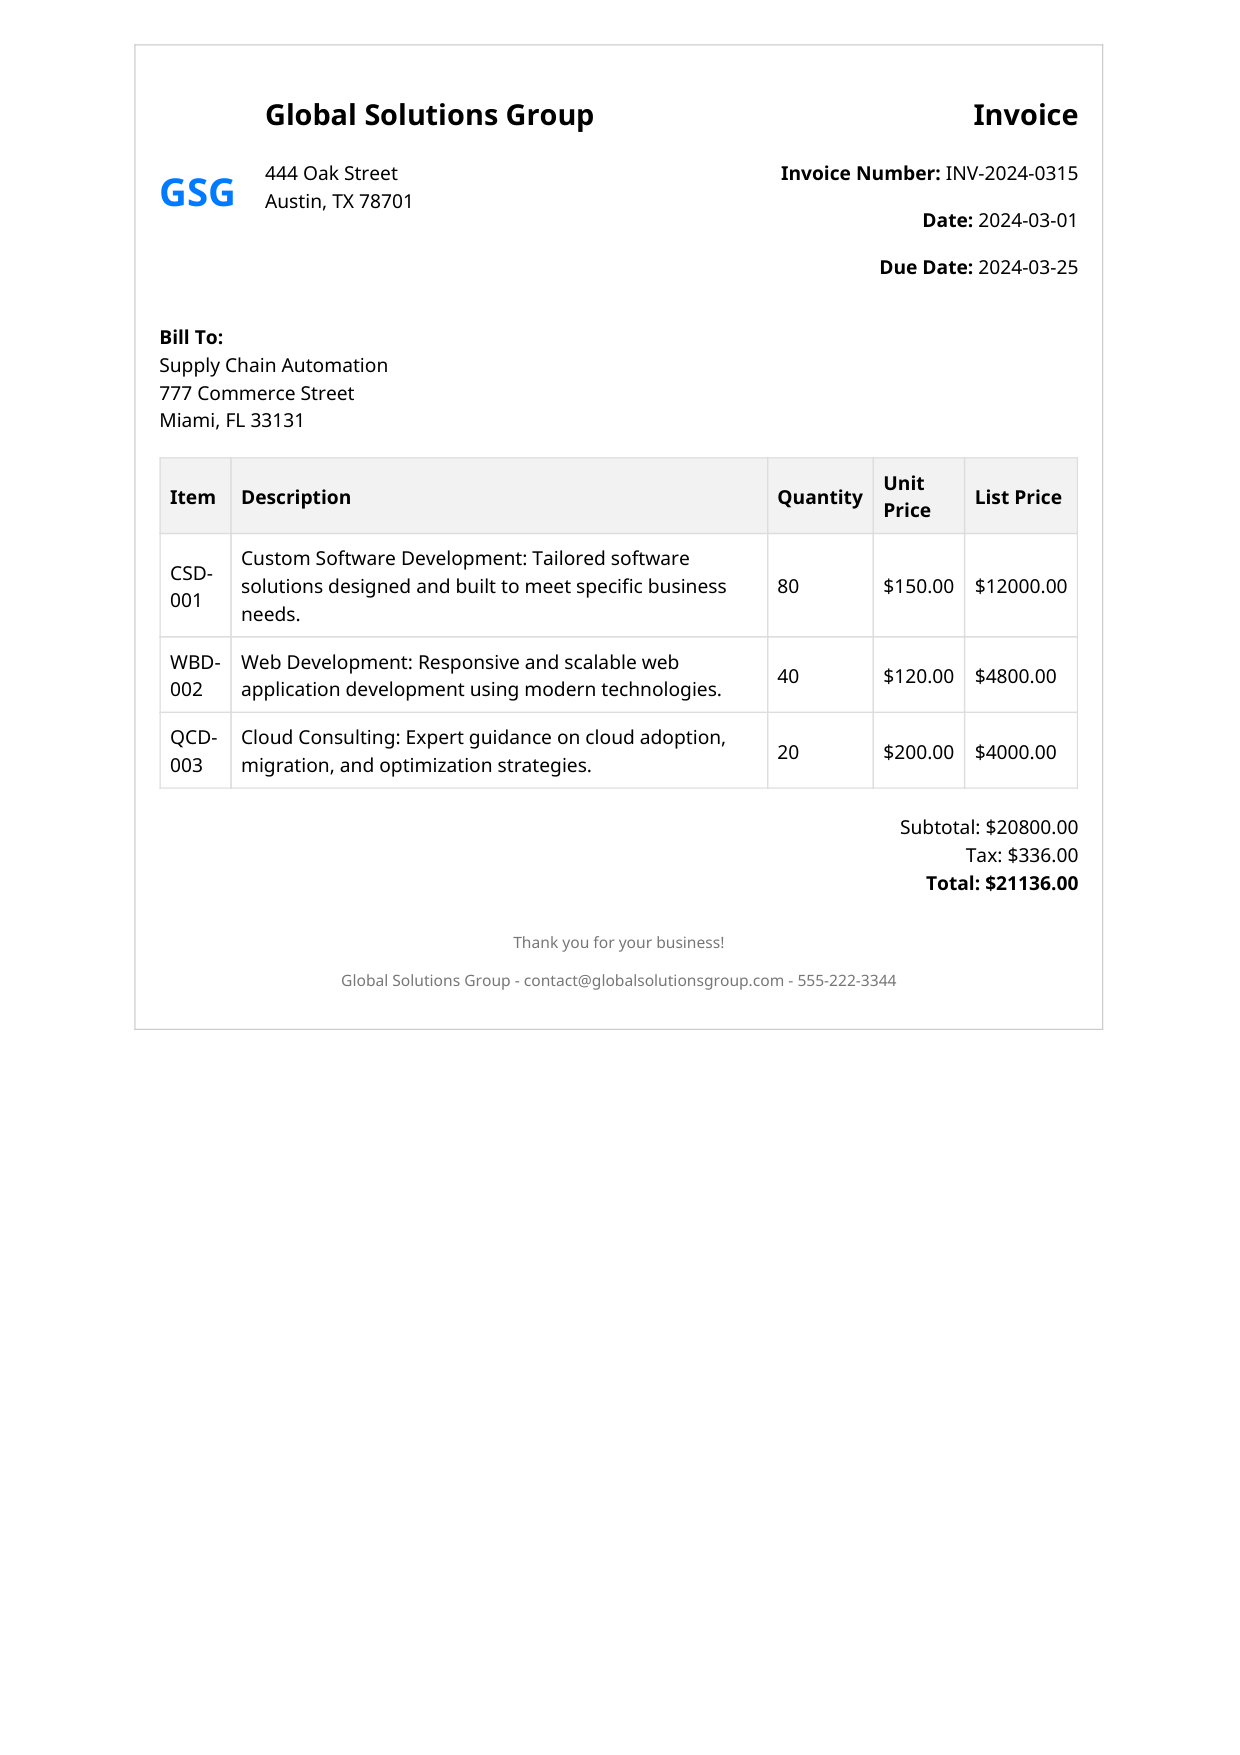 Global Solutions Group
Invoice
GSG
444 Oak Street
Austin, TX 78701
Invoice Number: INV-2024-0315
Date: 2024-03-01
Due Date: 2024-03-25
Bill To:
Supply Chain Automation
777 Commerce Street
Miami, FL 33131
Item Description Quantity Unit Price List Price
CSD-001 Custom Software Development: Tailored software
solutions designed and built to meet specific business
needs. 80 $150.00 $12000.00
WBD-002 Web Development: Responsive and scalable web
application development using modern technologies. 40 $120.00 $4800.00
QCD-003 Cloud Consulting: Expert guidance on cloud adoption,
migration, and optimization strategies. 20 $200.00 $4000.00
Subtotal: $20800.00
Tax: $336.00
Total: $21136.00
Thank you for your business!
Global Solutions Group - contact@globalsolutionsgroup.com - 555-222-3344